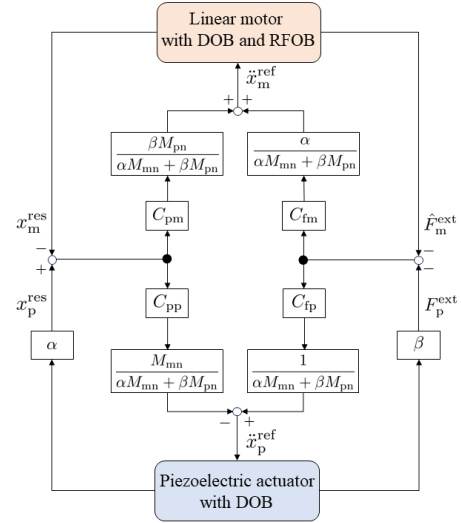 Linear motor
with DOB and RFOB
ẍ_m^ref
+ +
βM_pn / (αM_mn + βM_pn)
α / (αM_mn + βM_pn)
C_pm
C_fm
x_m^res
F̂_m^ext
− −
+ −
x_p^res
F_p^ext
C_pp
C_fp
α
β
M_mn / (αM_mn + βM_pn)
1 / (αM_mn + βM_pn)
− +
ẍ_p^ref
Piezoelectric actuator
with DOB